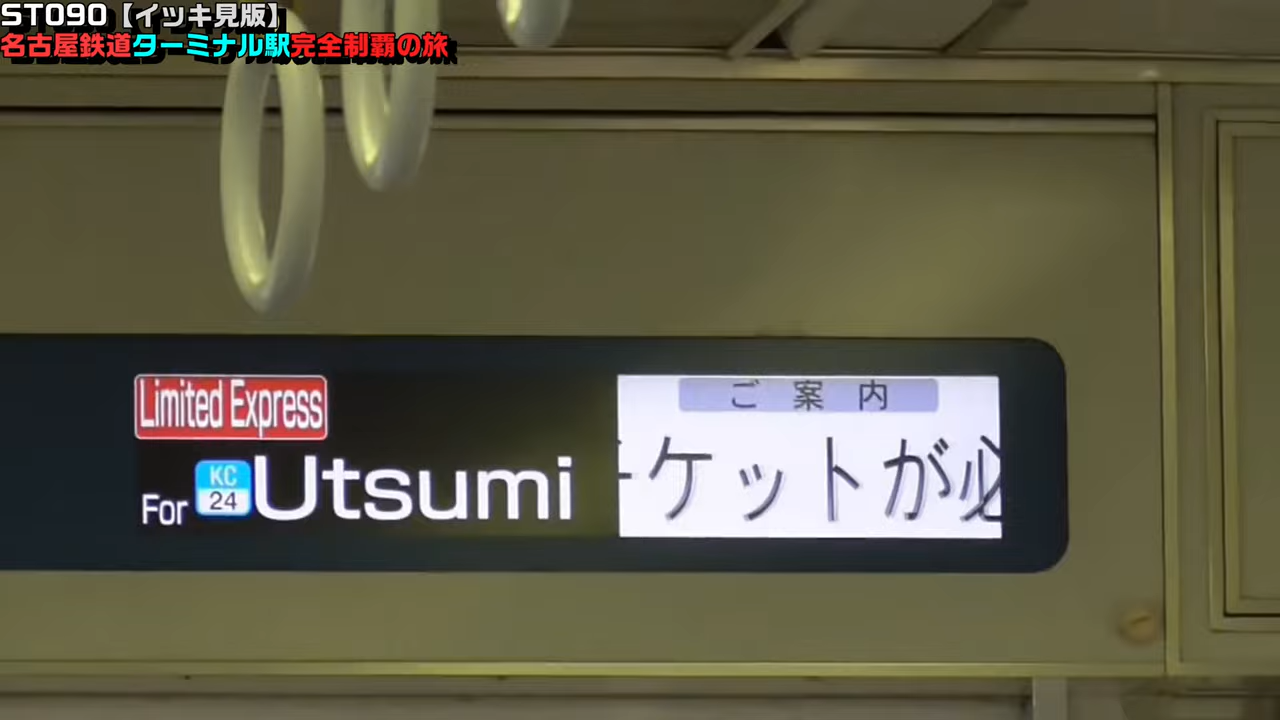 ST090【イッキ見版】
名古屋鉄道ターミナル駅完全制覇の旅
Limited Express
For KC 24 Utsumi
ご案内
ケットが必